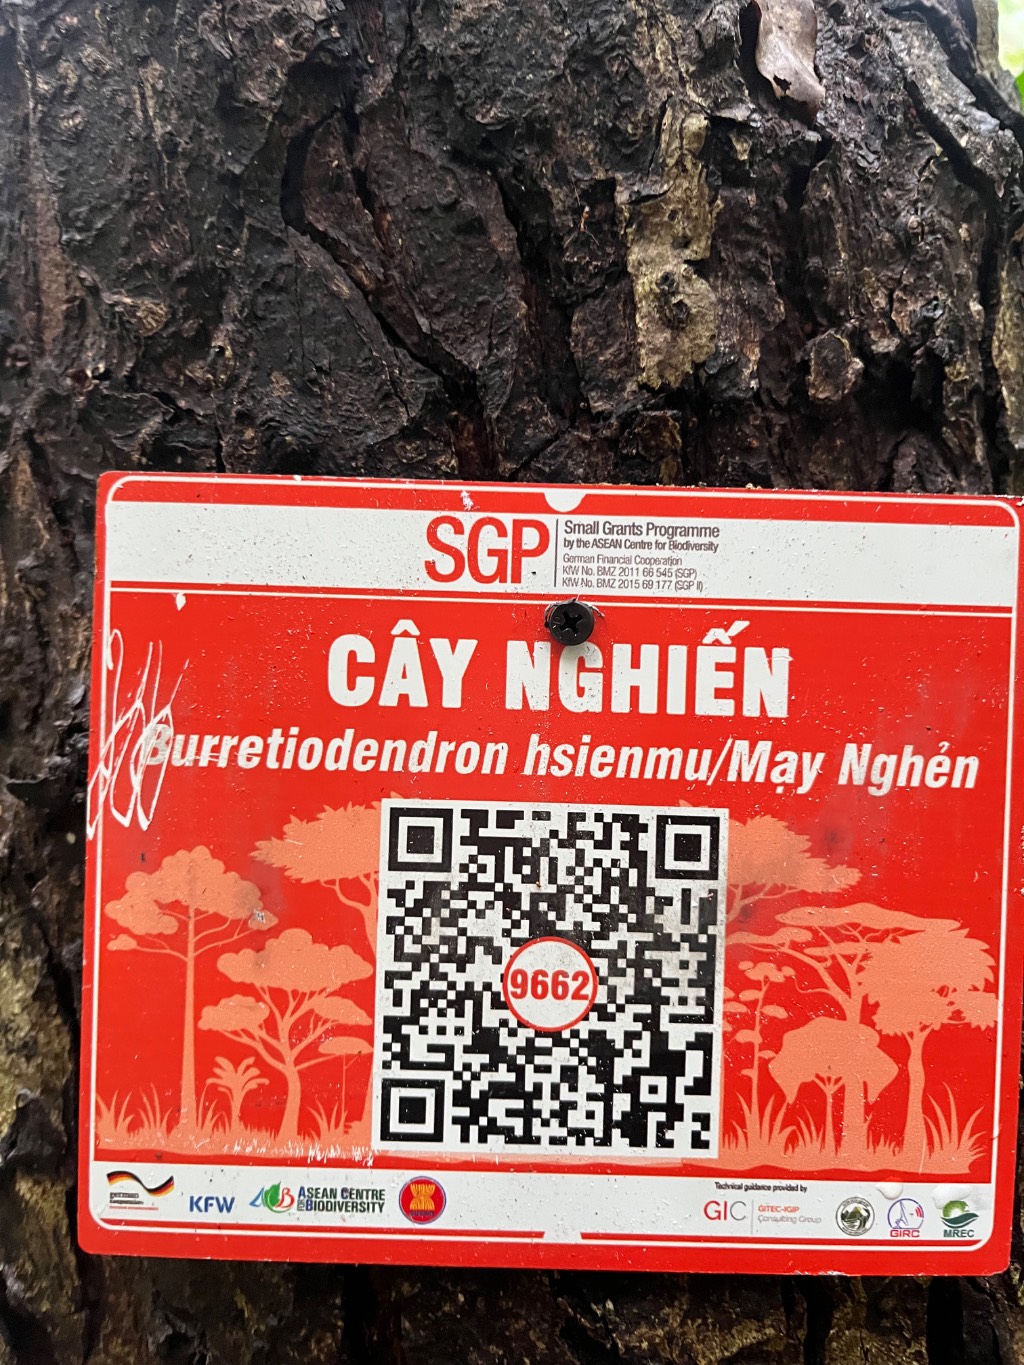 SGP
Small Grants Programme
by the ASEAN Centre for Biodiversity
German Financial Cooperation
KfW No. BMZ 2011 66 545 (SGP)
KfW No. BMZ 2015 69 177 (SGP II)
CÂY NGHIẾN
Burretiodendron hsienmu/Mạy Nghẻn
9662
german
cooperation
KFW
ASEAN CENTRE
FOR BIODIVERSITY
Technical guidance provided by
GIC
GITEC-IGIP
Consulting Group
GIRC
MREC